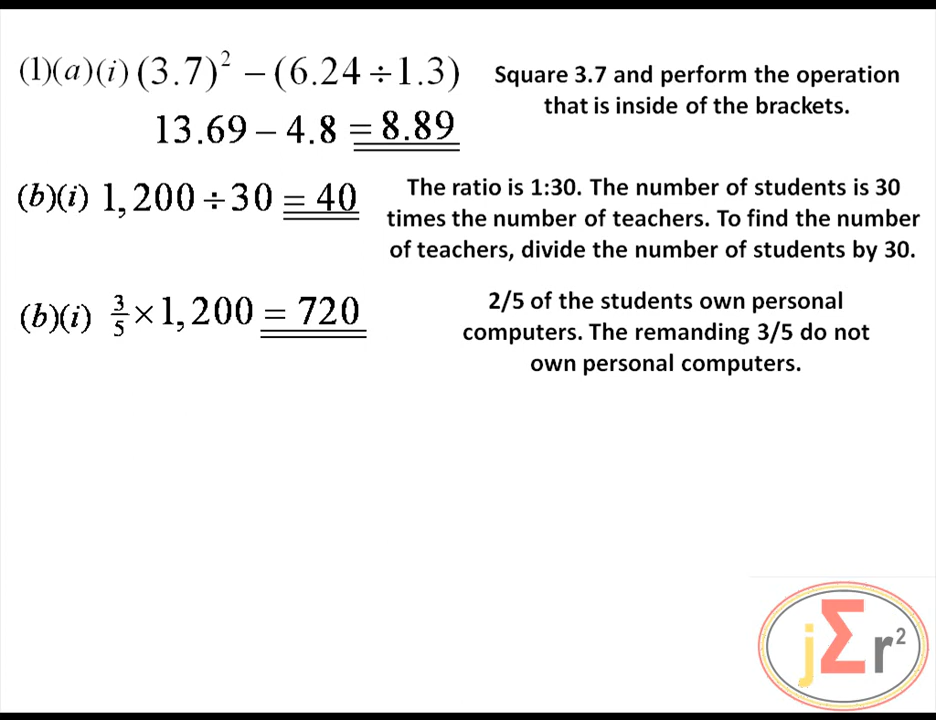 (1)(a)(i) (3.7)² − (6.24 ÷ 1.3)
Square 3.7 and perform the operation
that is inside of the brackets.
13.69 − 4.8 = 8.89
(b)(i) 1,200 ÷ 30 = 40
The ratio is 1:30. The number of students is 30
times the number of teachers. To find the number
of teachers, divide the number of students by 30.
(b)(i) 3/5 × 1,200 = 720
2/5 of the students own personal
computers. The remanding 3/5 do not
own personal computers.
jΣr²